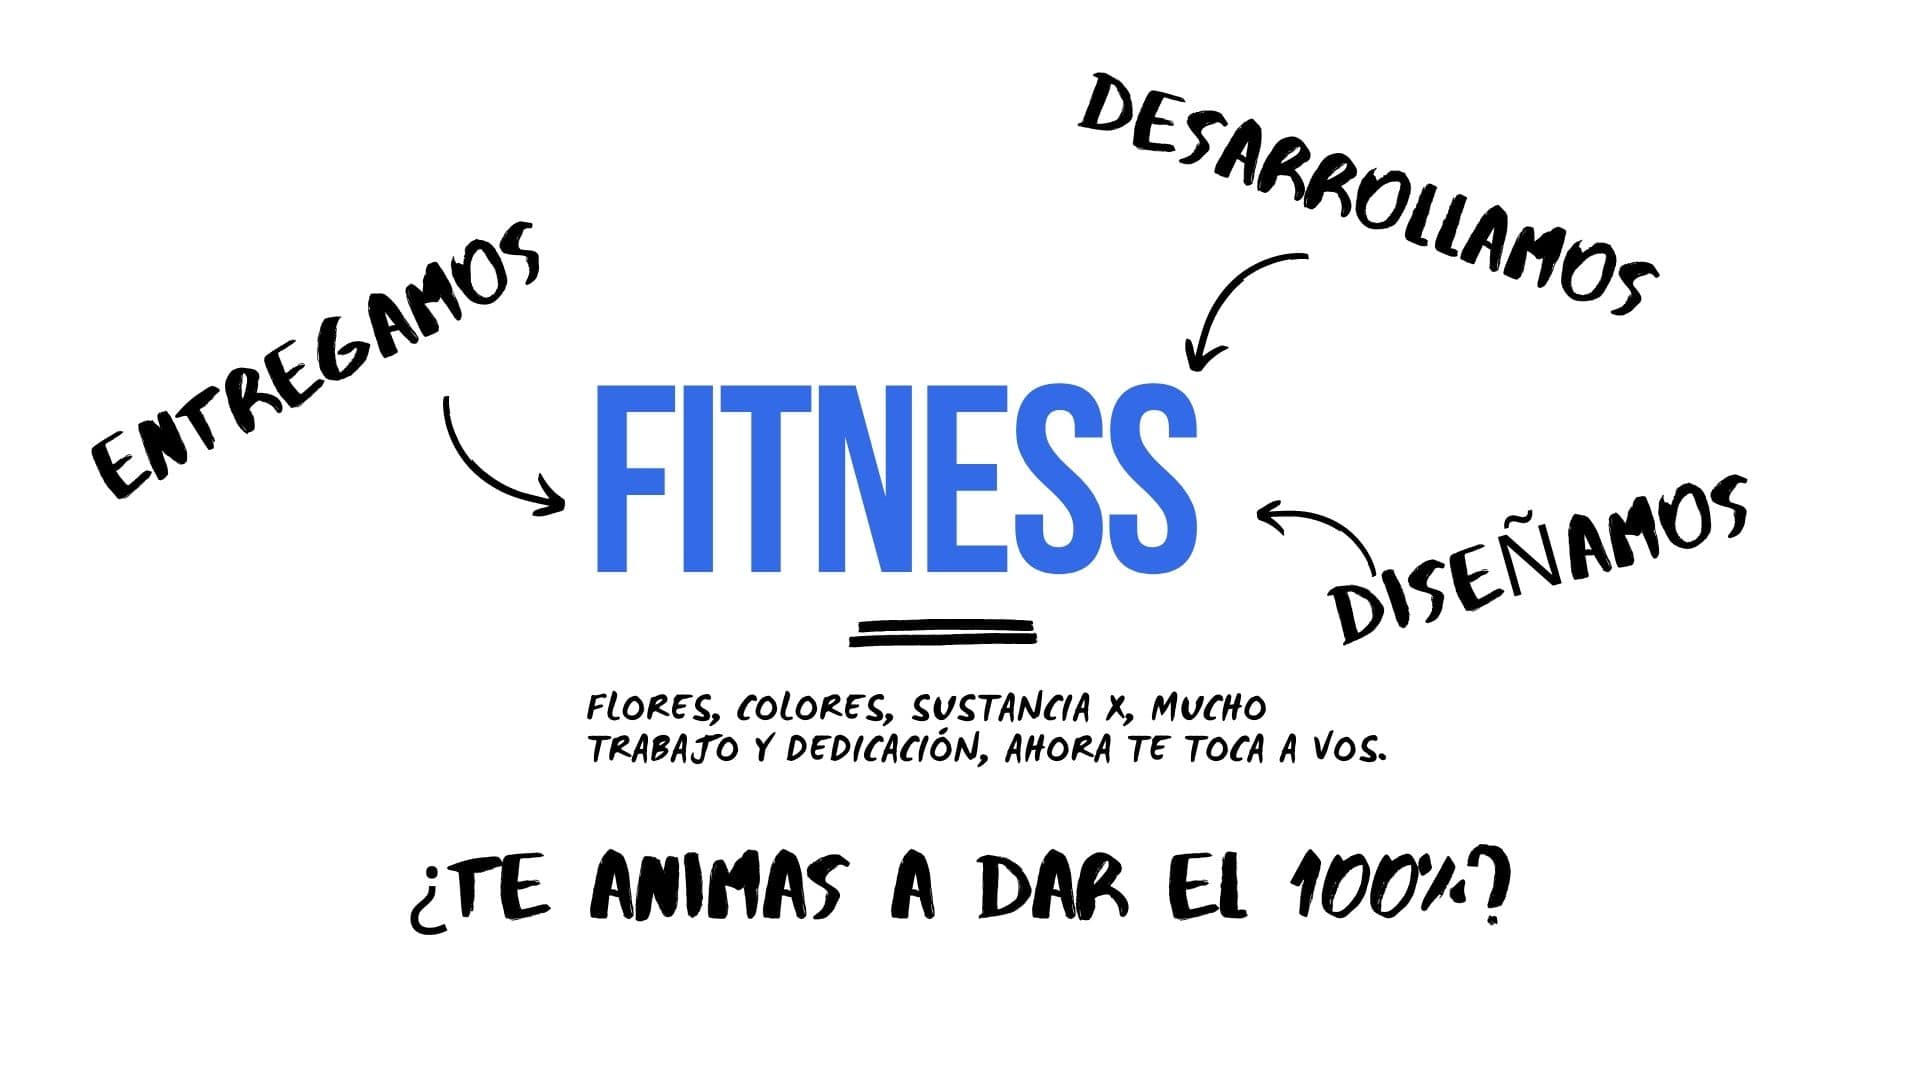 DESARROLLAMOS
ENTREGAMOS
FITNESS
DISEÑAMOS
FLORES, COLORES, SUSTANCIA X, MUCHO
TRABAJO Y DEDICACIÓN, AHORA TE TOCA A VOS.
¿TE ANIMAS A DAR EL 100%?